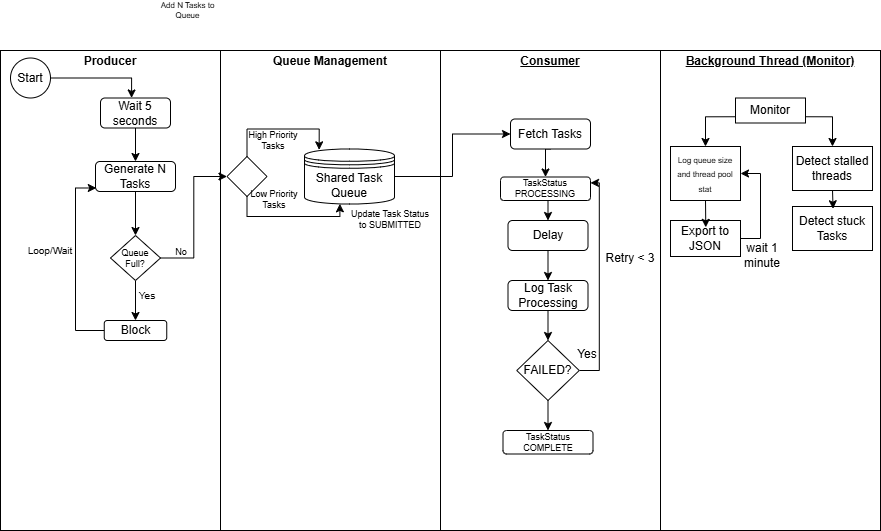 Add N Tasks to
Queue
Producer
Queue Management
Consumer
Background Thread (Monitor)
Start
Wait 5
seconds
Generate N
Tasks
Queue
Full?
No
Loop/Wait
Yes
Block
High Priority
Tasks
Low Priority
Tasks
Shared Task
Queue
Update Task Status
to SUBMITTED
Fetch Tasks
TaskStatus
PROCESSING
Delay
Log Task
Processing
Retry < 3
Yes
FAILED?
TaskStatus
COMPLETE
Monitor
Log queue size
and thread pool
stat
Export to
JSON
wait 1
minute
Detect stalled
threads
Detect stuck
Tasks